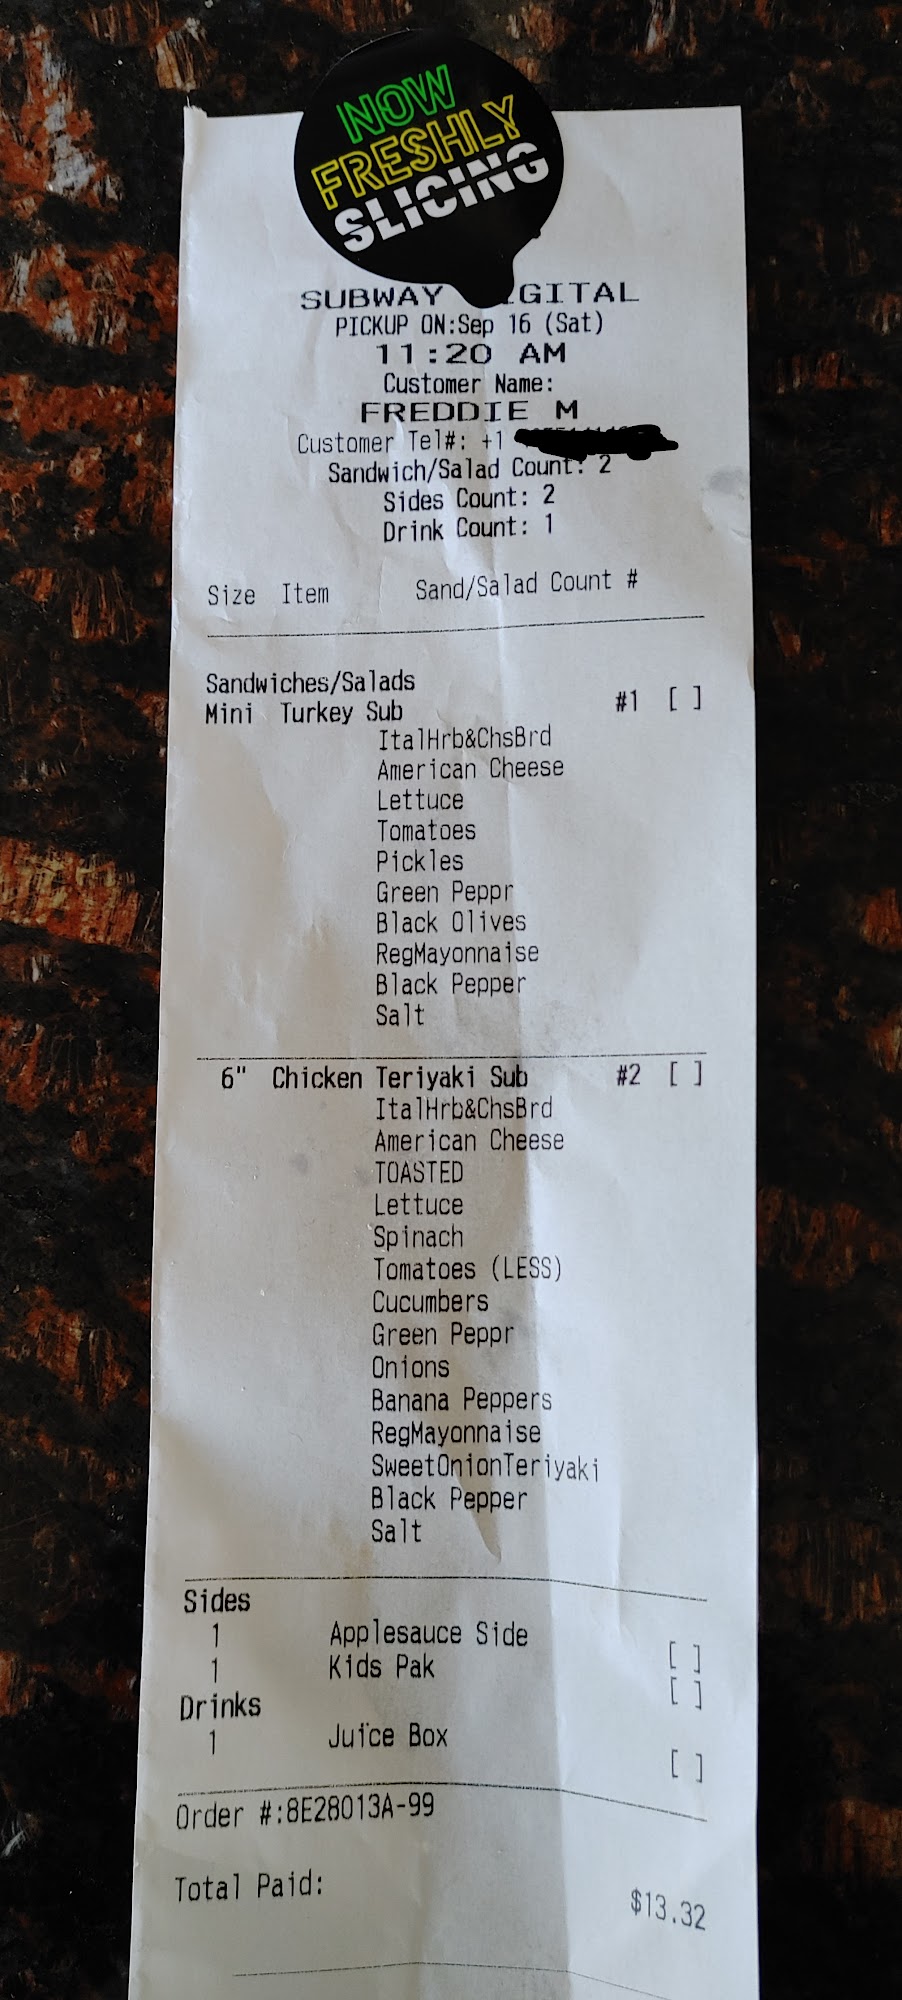 NOW
FRESHLY
SLICING
SUBWAY IGITAL
PICKUP ON:Sep 16 (Sat)
11:20 AM
Customer Name:
FREDDIE M
Customer Tel#: +1
Sandwich/Salad Count: 2
Sides Count: 2
Drink Count: 1
Size Item Sand/Salad Count #
Sandwiches/Salads
Mini Turkey Sub #1 [ ]
ItalHrb&ChsBrd
American Cheese
Lettuce
Tomatoes
Pickles
Green Peppr
Black Olives
RegMayonnaise
Black Pepper
Salt
6" Chicken Teriyaki Sub #2 [ ]
ItalHrb&ChsBrd
American Cheese
TOASTED
Lettuce
Spinach
Tomatoes (LESS)
Cucumbers
Green Peppr
Onions
Banana Peppers
RegMayonnaise
SweetOnionTeriyaki
Black Pepper
Salt
Sides
1 Applesauce Side [ ]
1 Kids Pak [ ]
Drinks
1 Juice Box [ ]
Order #:8E28013A-99
Total Paid: $13.32